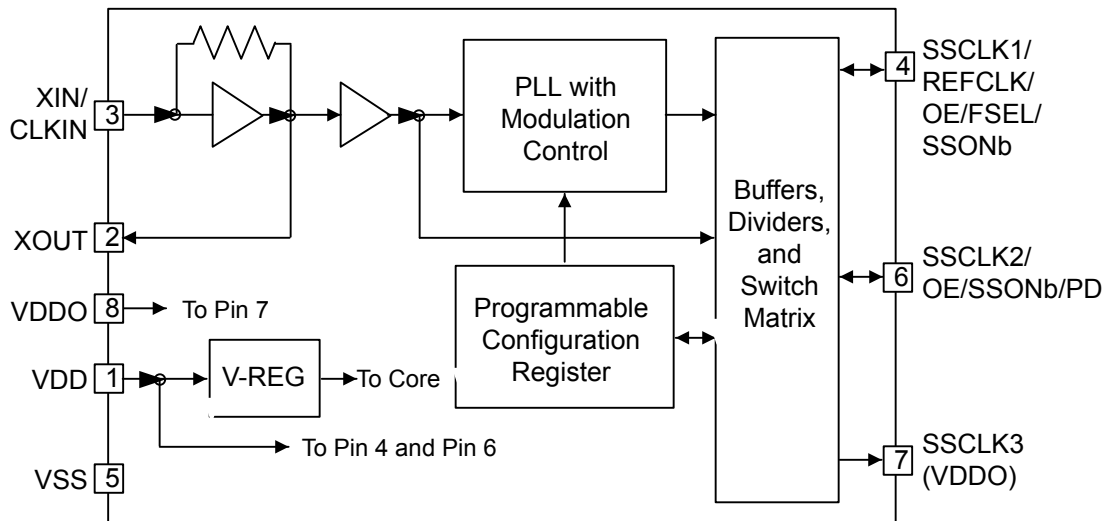 XIN/
CLKIN
3
XOUT
2
VDDO
8
To Pin 7
VDD
1
V-REG
To Core
To Pin 4 and Pin 6
VSS
5
PLL with
Modulation
Control
Programmable
Configuration
Register
Buffers,
Dividers,
and
Switch
Matrix
4
SSCLK1/
REFCLK/
OE/FSEL/
SSONb
6
SSCLK2/
OE/SSONb/PD
7
SSCLK3
(VDDO)